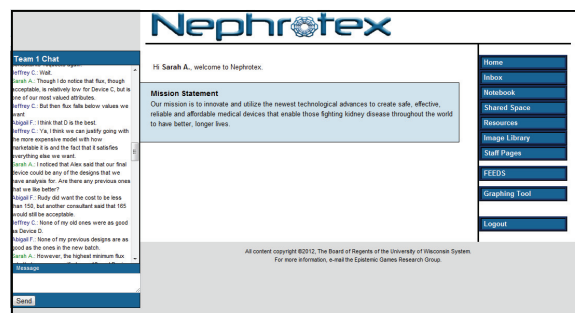 Nephrotex
Team 1 Chat
Jeffrey C.: Wait.
Sarah A.: Though I do notice that flux, though
acceptable, is relatively low for Device C, but is
one of our most valued attributes.
Jeffrey C.: But then flux falls below values we
want
Abigail F.: I think that D is the best.
Jeffrey C.: Ya, I think we can justify going with
the more expensive model with how
marketable it is and the fact that it satisfies
everything else we want.
Sarah A.: I noticed that Alex said that our final
device could be any of the designs that we
have analysis for. Are there any previous ones
that we like better?
Abigail F.: Rudy did want the cost to be less
than 150, but another consultant said that 165
would still be acceptable.
Jeffrey C.: None of my old ones were as good
as Device D.
Abigail F.: None of my previous designs are as
good as the ones in the new batch.
Sarah A.: However, the highest minimum flux
Message
Send
Hi Sarah A., welcome to Nephrotex.
Mission Statement
Our mission is to innovate and utilize the newest technological advances to create safe, effective,
reliable and affordable medical devices that enable those fighting kidney disease throughout the world
to have better, longer lives.
Home
Inbox
Notebook
Shared Space
Resources
Image Library
Staff Pages
FEEDS
Graphing Tool
Logout
All content copyright ©2012, The Board of Regents of the University of Wisconsin System.
For more information, e-mail the Epistemic Games Research Group.